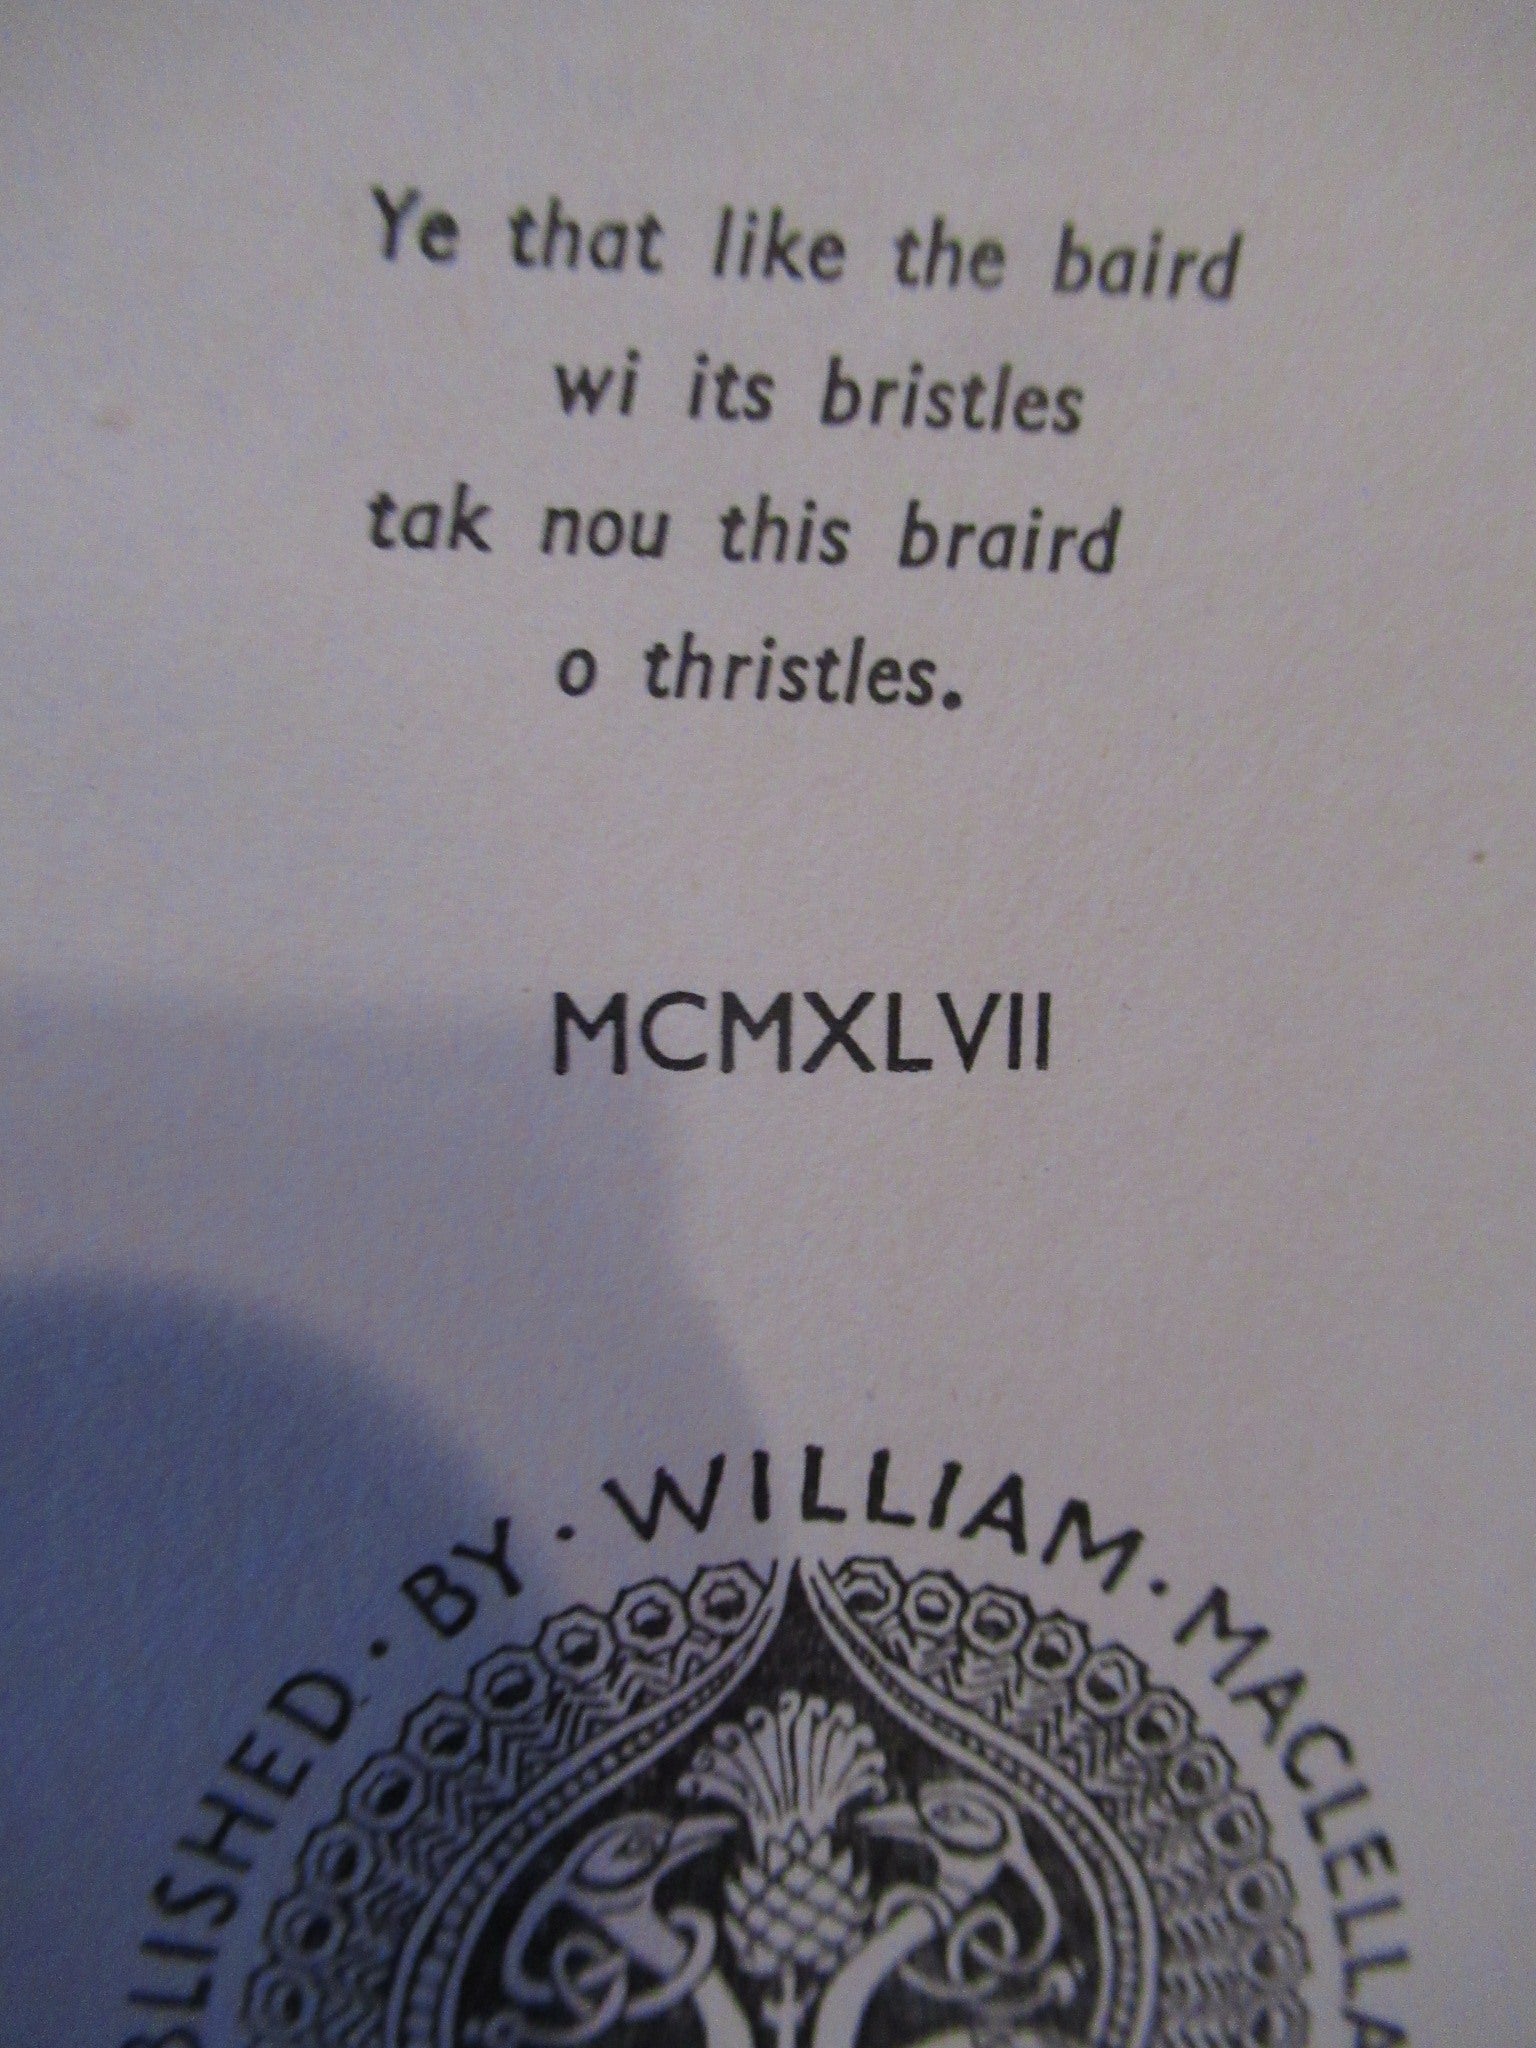 Ye that like the baird
wi its bristles
tak nou this braird
o thristles.
MCMXLVII
BLISHED · BY · WILLIAM · MACLELLA